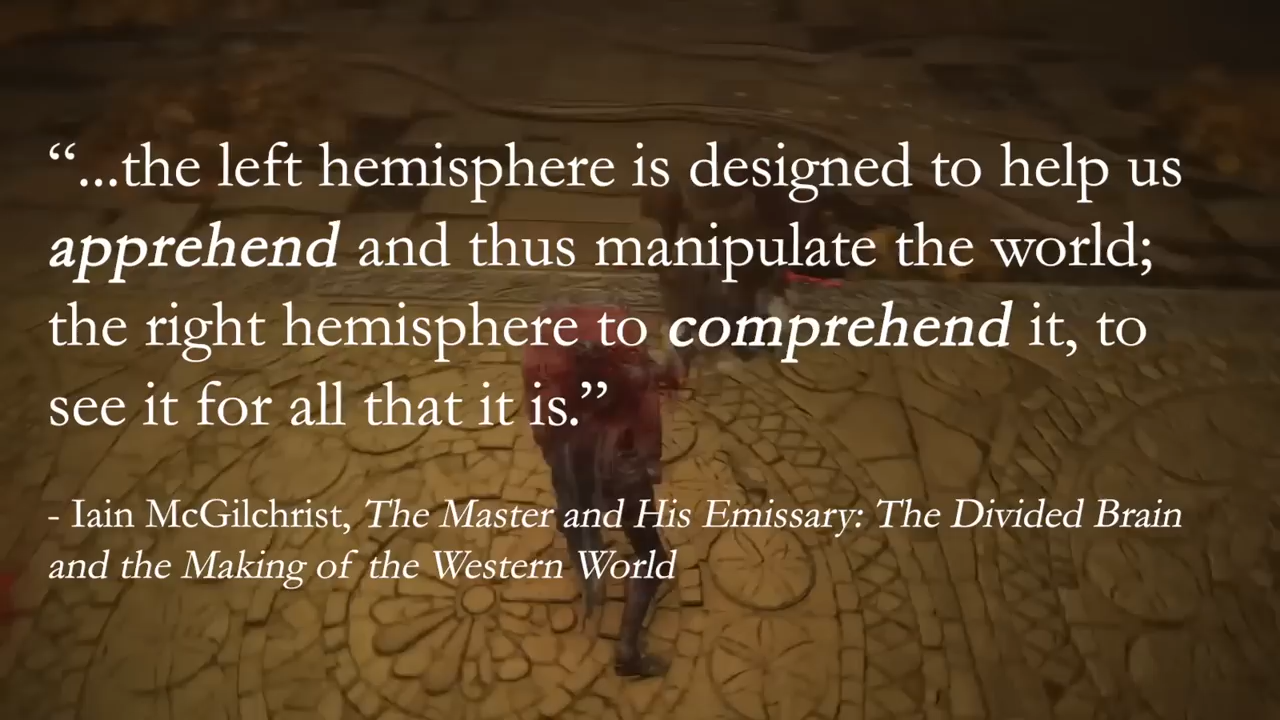 “...the left hemisphere is designed to help us
apprehend and thus manipulate the world;
the right hemisphere to comprehend it, to
see it for all that it is.”
- Iain McGilchrist, The Master and His Emissary: The Divided Brain
and the Making of the Western World